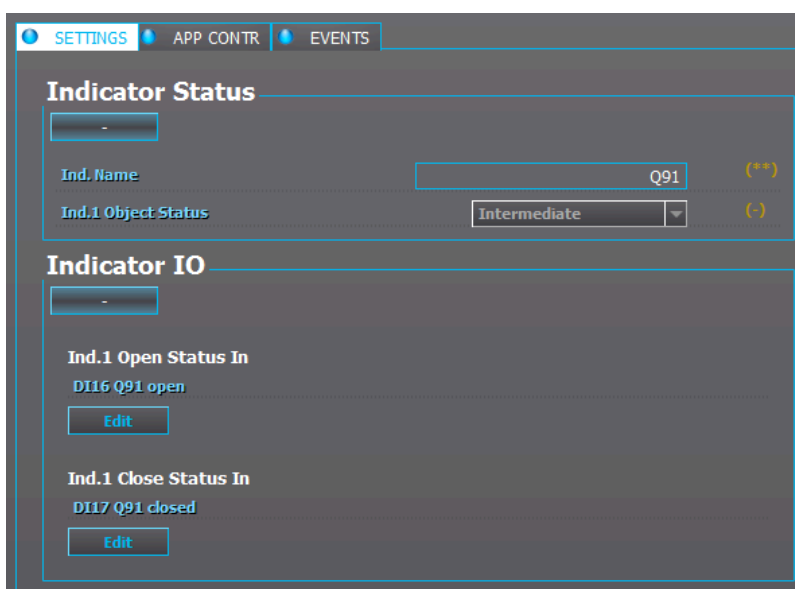 SETTINGS APP CONTR EVENTS
Indicator Status
-
Ind. Name Q91 (**)
Ind.1 Object Status Intermediate (-)
Indicator IO
-
Ind.1 Open Status In
DI16 Q91 open
Edit
Ind.1 Close Status In
DI17 Q91 closed
Edit